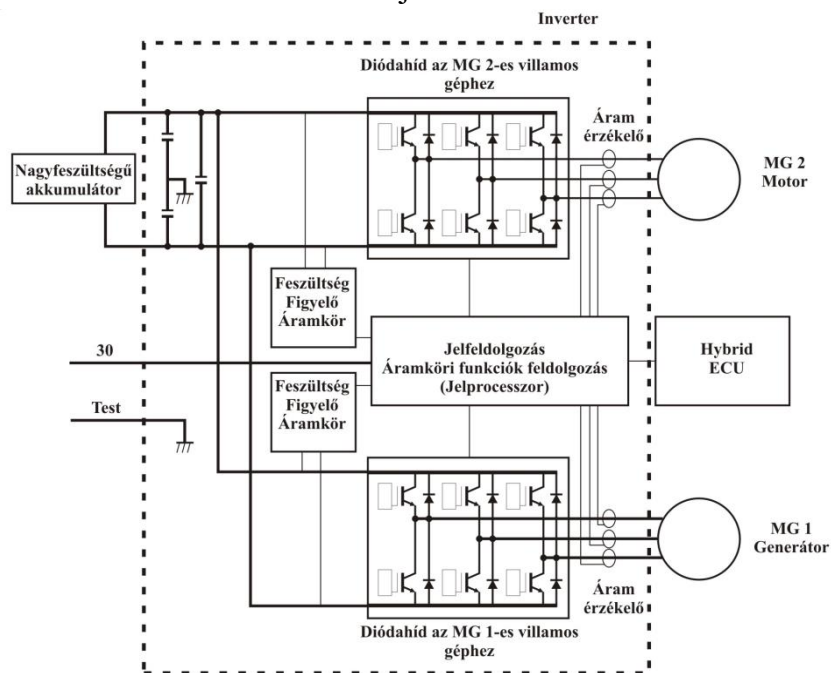 Inverter
Diódahíd az MG 2-es villamos
géphez
Áram
érzékelő
Nagyfeszültségű
akkumulátor
MG 2
Motor
Feszültség
Figyelő
Áramkör
30
Jelfeldolgozás
Áramköri funkciók feldolgozás
(Jelprocesszor)
Hybrid
ECU
Feszültség
Figyelő
Áramkör
Test
MG 1
Generátor
Áram
érzékelő
Diódahíd az MG 1-es villamos
géphez